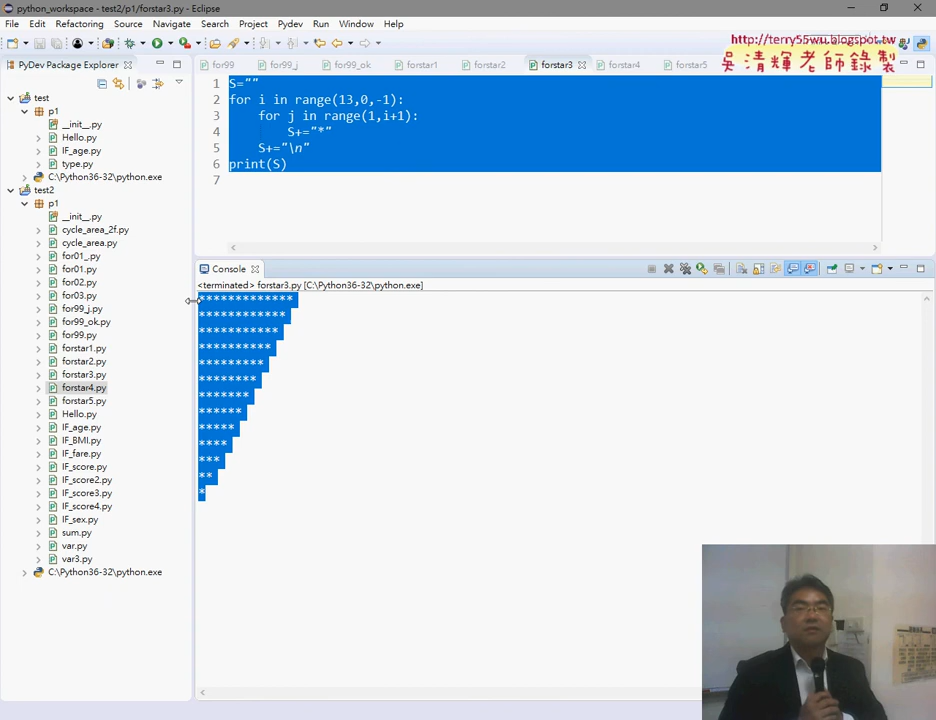 python_workspace - test2/p1/forstar3.py - Eclipse
File Edit Refactoring Source Navigate Search Project Pydev Run Window Help
http://terry55wu.blogspot.tw
吳清輝老師錄製
PyDev Package Explorer
for99 for99_j for99_ok forstar1 forstar2 forstar3 forstar4 forstar5
test
p1
__init__.py
Hello.py
IF_age.py
type.py
C:\Python36-32\python.exe
test2
p1
__init__.py
cycle_area_2f.py
cycle_area.py
for01_.py
for01.py
for02.py
for03.py
for99_j.py
for99_ok.py
for99.py
forstar1.py
forstar2.py
forstar3.py
forstar4.py
forstar5.py
Hello.py
IF_age.py
IF_BMI.py
IF_fare.py
IF_score.py
IF_score2.py
IF_score3.py
IF_score4.py
IF_sex.py
sum.py
var.py
var3.py
C:\Python36-32\python.exe
1 S=""
2 for i in range(13,0,-1):
3 for j in range(1,i+1):
4 S+="*"
5 S+="\n"
6 print(S)
7
Console
<terminated> forstar3.py [C:\Python36-32\python.exe]
*************
************
***********
**********
*********
********
*******
******
*****
****
***
**
*